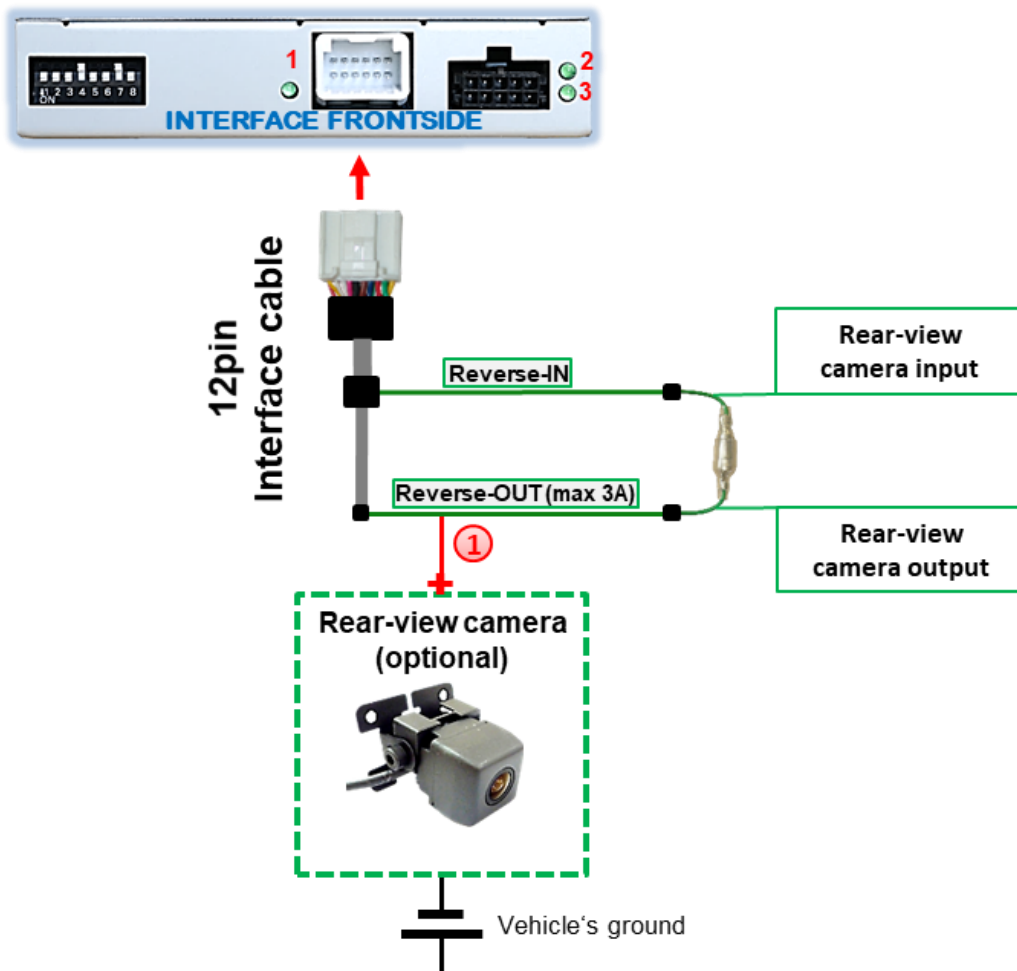 1
2
3
1 2 3 4 5 6 7 8
ON
INTERFACE FRONTSIDE
12pin
Interface cable
Reverse-IN
Rear-view
camera input
Reverse-OUT (max 3A)
Rear-view
camera output
1
+
Rear-view camera
(optional)
Vehicle‘s ground